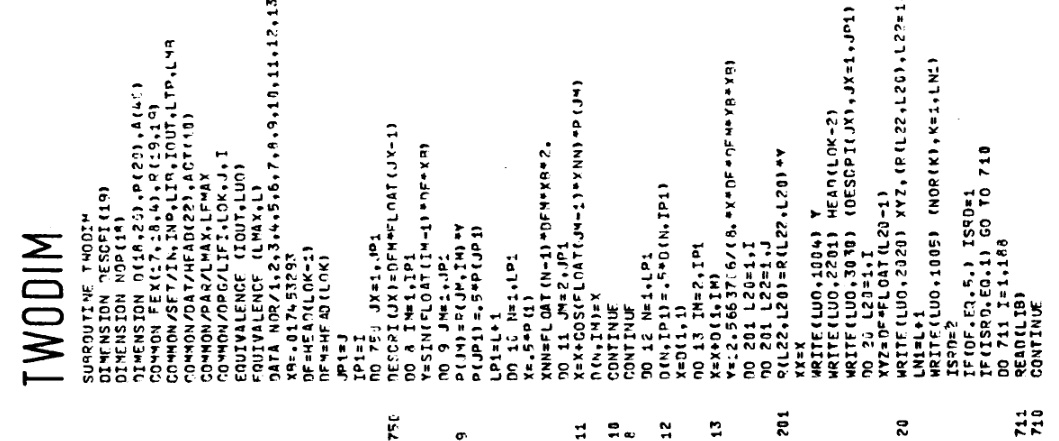 TWODIM
SUBROUTINE TWODIM
DIMENSION DESCPI(19)
DIMENSION NOR(18)
DIMENSION D(18,20),P(20),A(40)
COMMON FEX(17,18,4),R(19,19)
COMMON/SET/IN,INP,LIB,IOUT,LTP,LMR
COMMON/DAT/HEAD(22),ACT(10)
COMMON/PAR/LMAX,LFMAX
COMMON/OPG/LIFI,LOK,J,I
EQUIVALENCE (IOUT,LUO)
EQUIVALENCE (LMAX,L)
DATA NOR/1,2,3,4,5,6,7,8,9,10,11,12,13
XR=.017453293
DF=HEAD(LOK-1)
DFM=HEAD(LOK)
JP1=J
IP1=I
DO 750 JX=1,JP1
750 DESCRI(JX)=DFM*FLOAT(JX-1)
DO 8 IM=1,IP1
Y=SIN(FLOAT(IM-1)*DF*XR)
DO 9 JM=1,JP1
9 P(JM)=R(JM,IM)*Y
P(JP1)=.5*P(JP1)
LP1=L+1
DO 10 N=1,LP1
X=.5*P(1)
XNN=FLOAT(N-1)*DFM*XR*2.
DO 11 JM=2,JP1
11 X=X+COS(FLOAT(JM-1)*XNN)*P(JM)
D(N,IM)=X
10 CONTINUE
8 CONTINUE
DO 12 N=1,LP1
12 D(N,IP1)=.5*D(N,IP1)
X=D(1,1)
DO 13 IM=2,IP1
13 X=X+D(1,IM)
Y=12.5663706/(8.*X*DF*DFM*XR*XR)
DO 201 L20=1,I
DO 201 L22=1,J
201 R(L22,L20)=R(L22,L20)*Y
XX=X
WRITE(LUO,1004) Y
WRITE(LUO,2201) HEAD(LOK-2)
WRITE(LUO,3030) (DESCPI(JX),JX=1,JP1)
DO 20 L20=1,I
XYZ=DF*FLOAT(L20-1)
20 WRITE(LUO,2020) XYZ,(R(L22,L20),L22=1
LN1=L+1
WRITE(LUO,1005) (NOR(K),K=1,LN1)
ISRD=2
IF(DF.EQ.5.) ISRD=1
IF(ISRD.EQ.1) GO TO 710
DO 711 I=1,188
711 READ(LIB)
710 CONTINUE